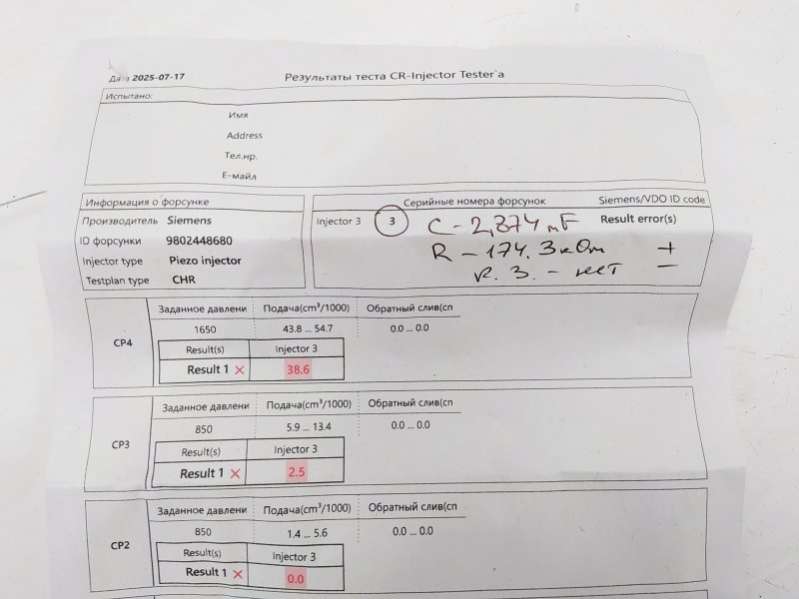 Дата 2025-07-17
Результаты теста CR-Injector Tester`a
Испытано:
Имя
Address
Тел.нр.
Е-майл
Информация о форсунке
Производитель Siemens
ID форсунки 9802448680
Injector type Piezo injector
Testplan type CHR
Серийные номера форсунок Siemens/VDO ID code
Injector 3 3 C - 2,874 mF Result error(s)
R - 174.3 кОм +
К. З. - нет −
CP4
Заданное давлени Подача(cm³/1000) Обратный слив(сп
1650 43.8 ... 54.7 0.0 ... 0.0
Result(s) Injector 3
Result 1 × 38.6
CP3
Заданное давлени Подача(cm³/1000) Обратный слив(сп
850 5.9 ... 13.4 0.0 ... 0.0
Result(s) Injector 3
Result 1 × 2.5
CP2
Заданное давлени Подача(cm³/1000) Обратный слив(сп
850 1.4 ... 5.6 0.0 ... 0.0
Result(s) Injector 3
Result 1 × 0.0